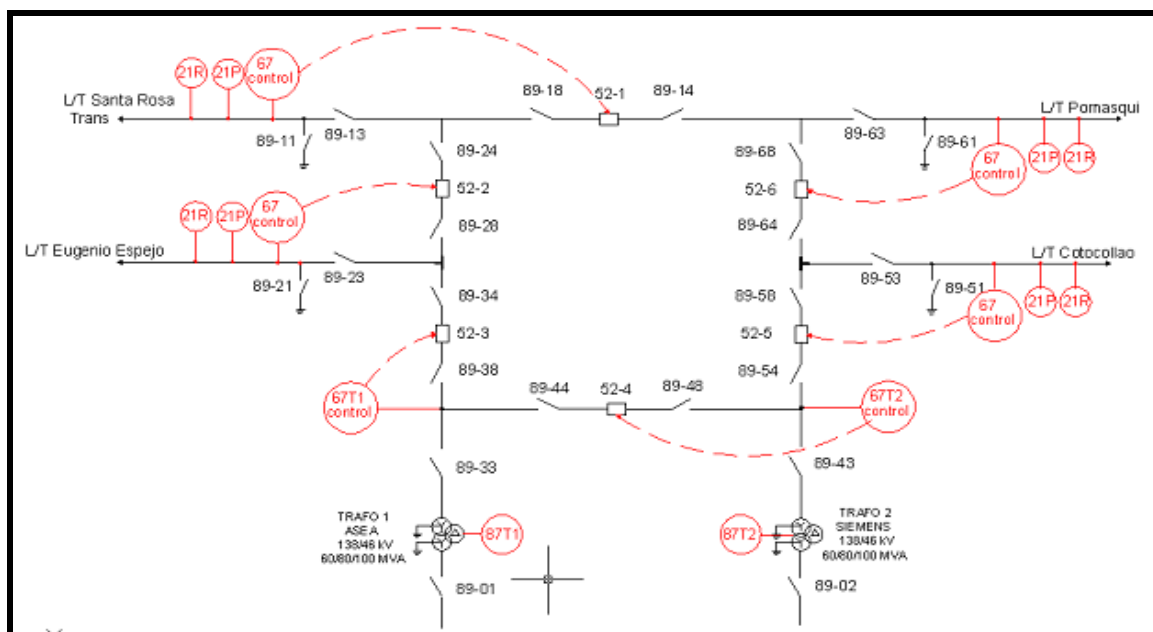 67
control
21R
21P
L/T Santa Rosa
Trans
89-11
89-13
89-18
52-1
89-14
89-63
89-61
L/T Pomasqui
67
control
21P
21R
89-24
52-2
89-28
89-68
52-6
89-64
21R
21P
67
control
L/T Eugenio Espejo
89-21
89-23
89-53
89-51
L/T Cotocollao
67
control
21P
21R
89-34
52-3
89-38
89-58
52-5
89-54
67T1
control
89-44
52-4
89-48
67T2
control
89-33
89-43
TRAFO 1
ASEA
138/46 kV
60/80/100 MVA
87T1
87T2
TRAFO 2
SIEMENS
138/46 kV
60/80/100 MVA
89-01
89-02